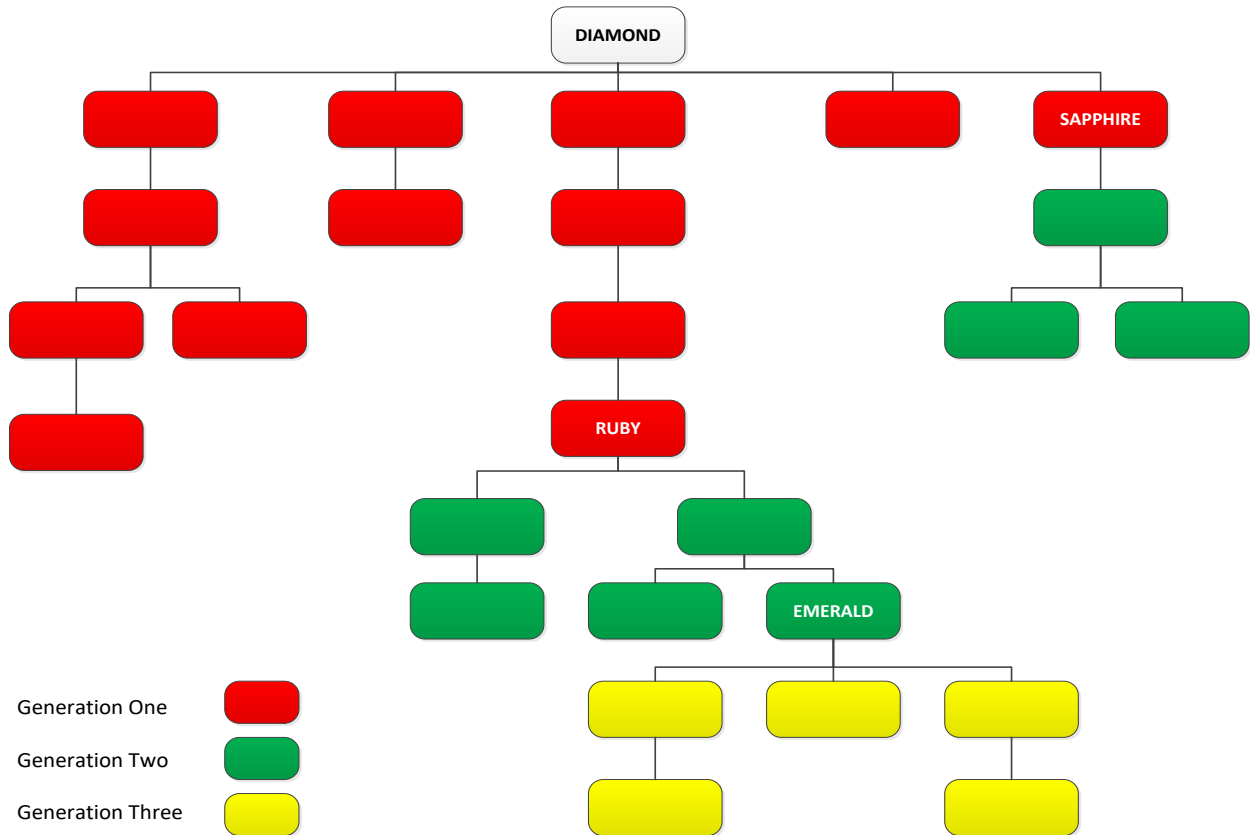 DIAMOND
SAPPHIRE
RUBY
EMERALD
Generation One
Generation Two
Generation Three